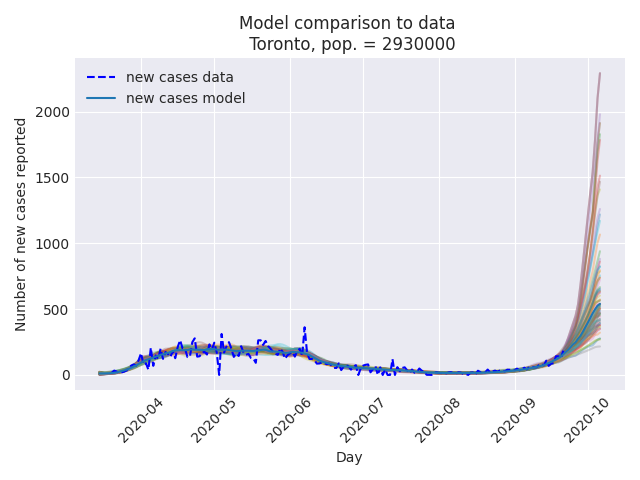 Model comparison to data
Toronto, pop. = 2930000
new cases data
new cases model
Number of new cases reported
2000
1500
1000
500
0
2020-04
2020-05
2020-06
2020-07
2020-08
2020-09
2020-10
Day